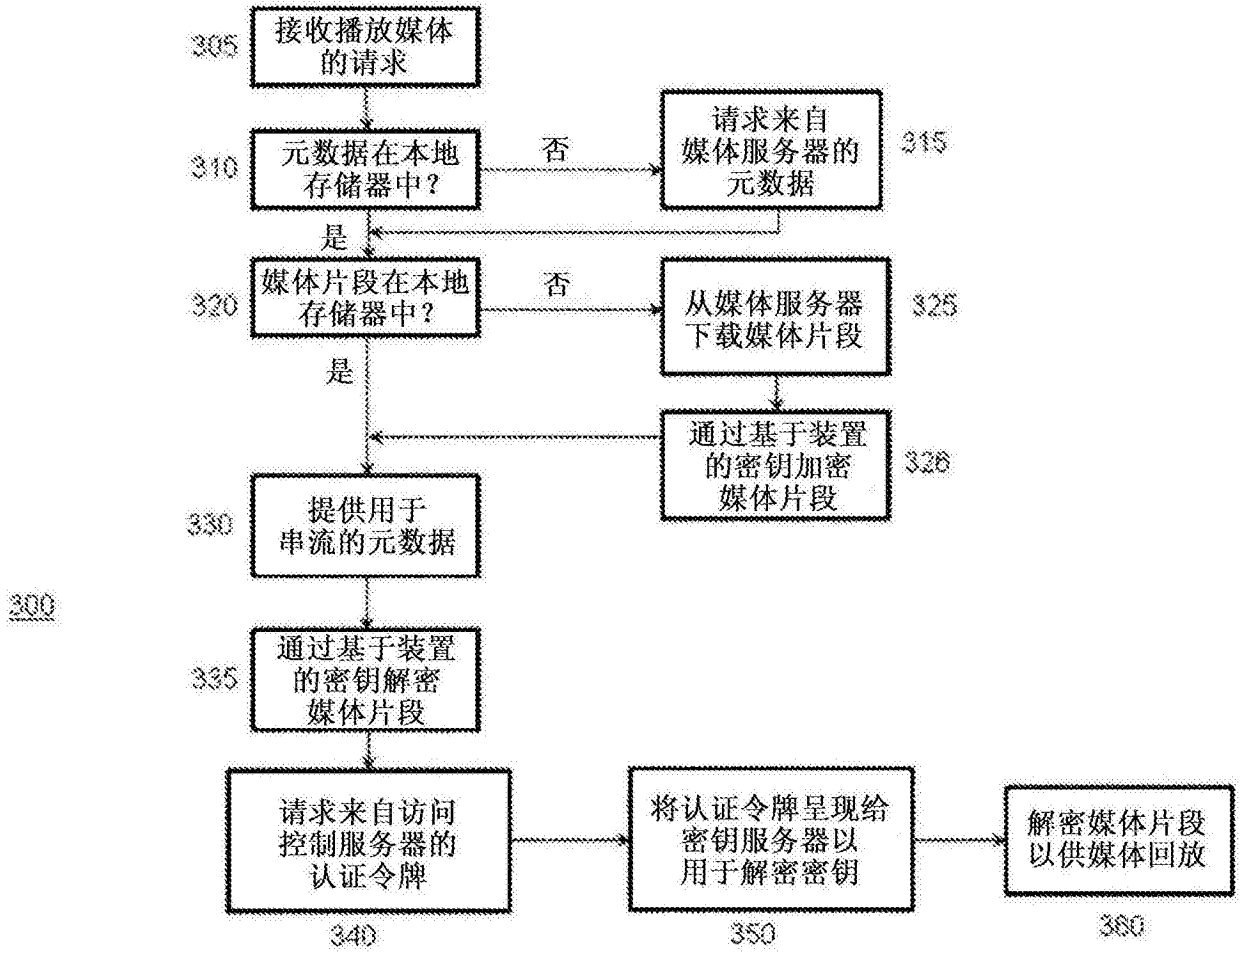 305
接收播放媒体
的请求
310
元数据在本地
存储器中?
否
请求来自
媒体服务器的
元数据
315
是
320
媒体片段在本地
存储器中?
否
从媒体服务器
下载媒体片段
325
是
通过基于装置
的密钥加密
媒体片段
326
330
提供用于
串流的元数据
300
335
通过基于装置
的密钥解密
媒体片段
请求来自访问
控制服务器的
认证令牌
340
将认证令牌呈现给
密钥服务器以
用于解密密钥
350
解密媒体片段
以供媒体回放
360